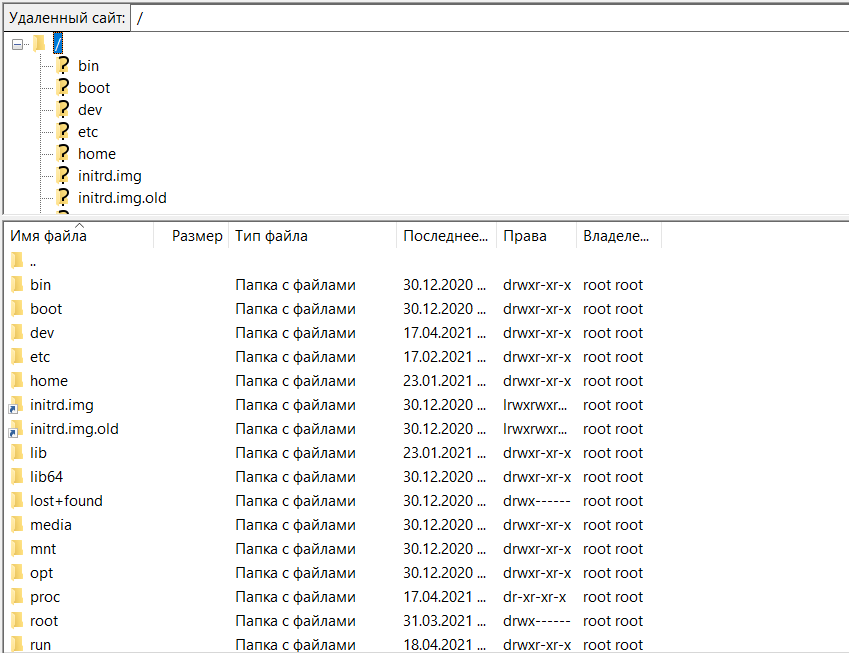 Удаленный сайт: /
/
bin
boot
dev
etc
home
initrd.img
initrd.img.old
Имя файла Размер Тип файла Последнее... Права Владеле...
..
bin Папка с файлами 30.12.2020 ... drwxr-xr-x root root
boot Папка с файлами 30.12.2020 ... drwxr-xr-x root root
dev Папка с файлами 17.04.2021 ... drwxr-xr-x root root
etc Папка с файлами 17.02.2021 ... drwxr-xr-x root root
home Папка с файлами 23.01.2021 ... drwxr-xr-x root root
initrd.img Папка с файлами 30.12.2020 ... lrwxrwxr... root root
initrd.img.old Папка с файлами 30.12.2020 ... lrwxrwxr... root root
lib Папка с файлами 23.01.2021 ... drwxr-xr-x root root
lib64 Папка с файлами 30.12.2020 ... drwxr-xr-x root root
lost+found Папка с файлами 30.12.2020 ... drwx------ root root
media Папка с файлами 30.12.2020 ... drwxr-xr-x root root
mnt Папка с файлами 30.12.2020 ... drwxr-xr-x root root
opt Папка с файлами 30.12.2020 ... drwxr-xr-x root root
proc Папка с файлами 17.04.2021 ... dr-xr-xr-x root root
root Папка с файлами 31.03.2021 ... drwx------ root root
run Папка с файлами 18.04.2021 ... drwxr-xr-x root root